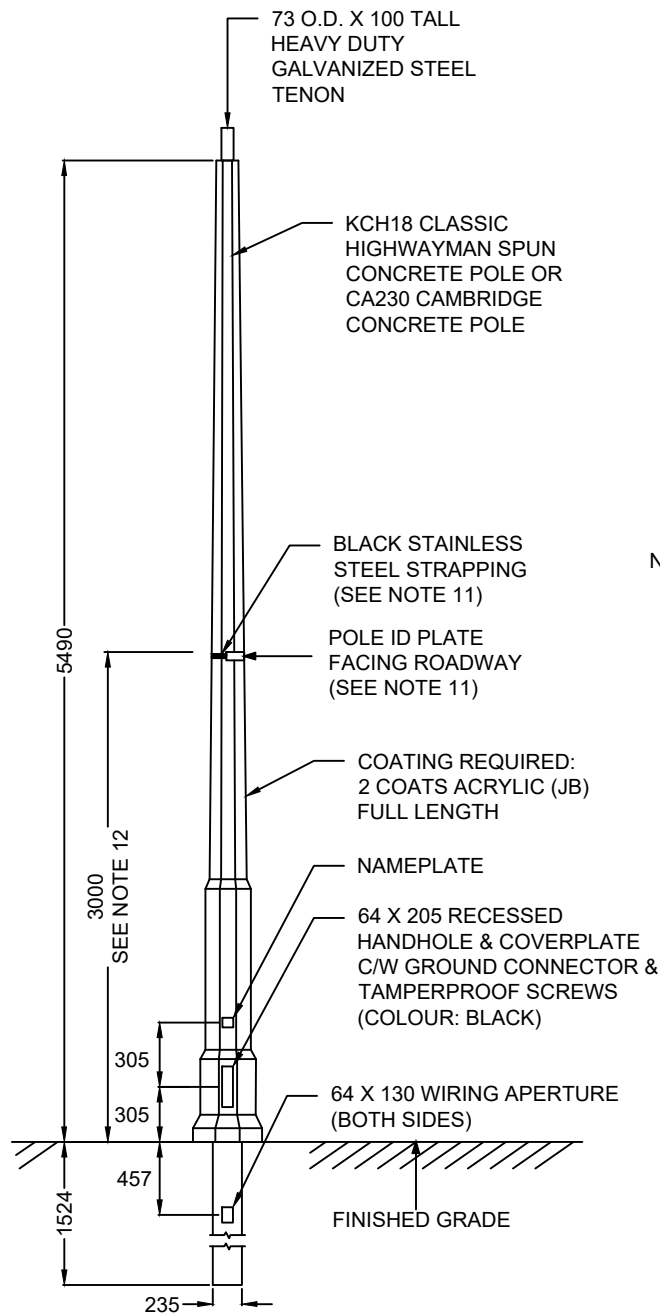 73 O.D. X 100 TALL
HEAVY DUTY
GALVANIZED STEEL
TENON
KCH18 CLASSIC
HIGHWAYMAN SPUN
CONCRETE POLE OR
CA230 CAMBRIDGE
CONCRETE POLE
BLACK STAINLESS
STEEL STRAPPING
(SEE NOTE 11)
N
POLE ID PLATE
FACING ROADWAY
(SEE NOTE 11)
5490
COATING REQUIRED:
2 COATS ACRYLIC (JB)
FULL LENGTH
3000
SEE NOTE 12
NAMEPLATE
64 X 205 RECESSED
HANDHOLE & COVERPLATE
C/W GROUND CONNECTOR &
TAMPERPROOF SCREWS
(COLOUR: BLACK)
305
305
64 X 130 WIRING APERTURE
(BOTH SIDES)
457
1524
FINISHED GRADE
235